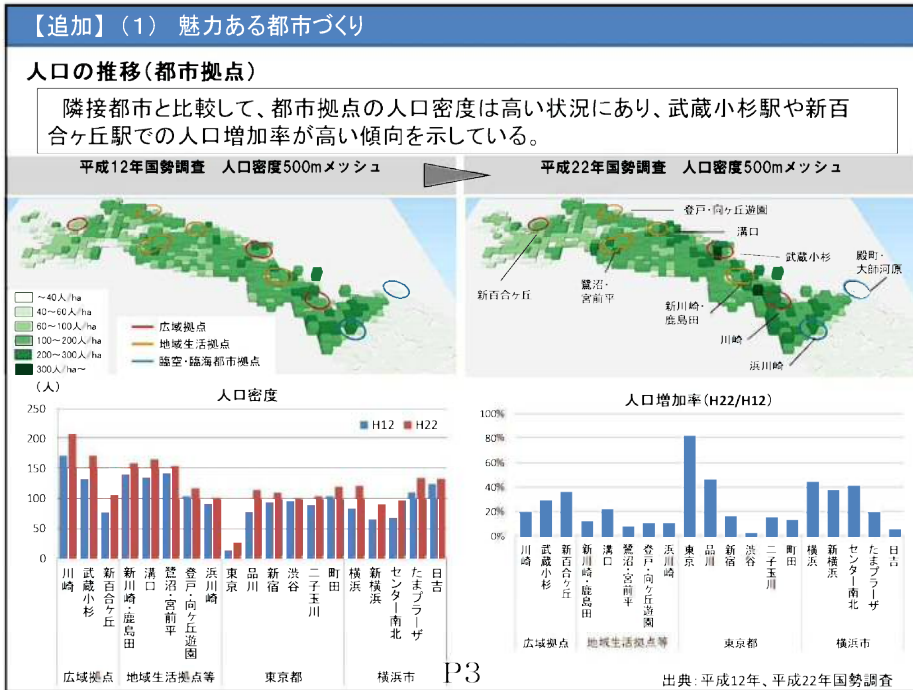 【追加】(1) 魅力ある都市づくり
人口の推移(都市拠点)
隣接都市と比較して、都市拠点の人口密度は高い状況にあり、武蔵小杉駅や新百
合ヶ丘駅での人口増加率が高い傾向を示している。
平成12年国勢調査 人口密度500mメッシュ
平成22年国勢調査 人口密度500mメッシュ
～40人/ha
40～60人/ha
60～100人/ha
100～200人/ha
200～300人/ha
300人/ha～
広域拠点
地域生活拠点
臨空・臨海都市拠点
登戸・向ヶ丘遊園
溝口
武蔵小杉
殿町・
大師河原
新百合ヶ丘
鷺沼・
宮前平
新川崎・
鹿島田
川崎
浜川崎
(人)
人口密度
H12 H22
250
200
150
100
50
0
川崎
武蔵小杉
新百合ヶ丘
新川崎・鹿島田
溝口
鷺沼・宮前平
登戸・向ヶ丘遊園
浜川崎
東京
品川
新宿
渋谷
二子玉川
町田
横浜
新横浜
センター南北
たまプラーザ
日吉
広域拠点 地域生活拠点等 東京都 横浜市
人口増加率(H22/H12)
100%
80%
60%
40%
20%
0%
川崎
武蔵小杉
新百合ヶ丘
新川崎・鹿島田
溝口
鷺沼・宮前平
登戸・向ヶ丘遊園
浜川崎
東京
品川
新宿
渋谷
二子玉川
町田
横浜
新横浜
センター南北
たまプラーザ
日吉
広域拠点 地域生活拠点等 東京都 横浜市
P3
出典:平成12年、平成22年国勢調査